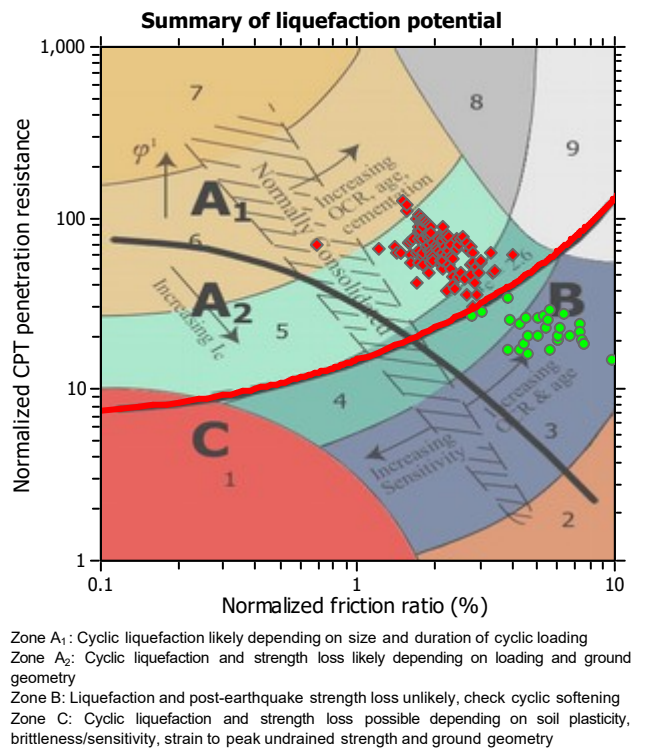 Summary of liquefaction potential
Normalized CPT penetration resistance
1,000
100
10
1
0.1
1
10
Normalized friction ratio (%)
7
8
9
φ'
A1
Normally Consolidated
Increasing
OCR, age,
cementation
6
A2
Increasing Ic
5
2.6
B
4
C
1
Increasing
OCR & age
3
Increasing
Sensitivity
2
Zone A1: Cyclic liquefaction likely depending on size and duration of cyclic loading
Zone A2: Cyclic liquefaction and strength loss likely depending on loading and ground
geometry
Zone B: Liquefaction and post-earthquake strength loss unlikely, check cyclic softening
Zone C: Cyclic liquefaction and strength loss possible depending on soil plasticity,
brittleness/sensitivity, strain to peak undrained strength and ground geometry